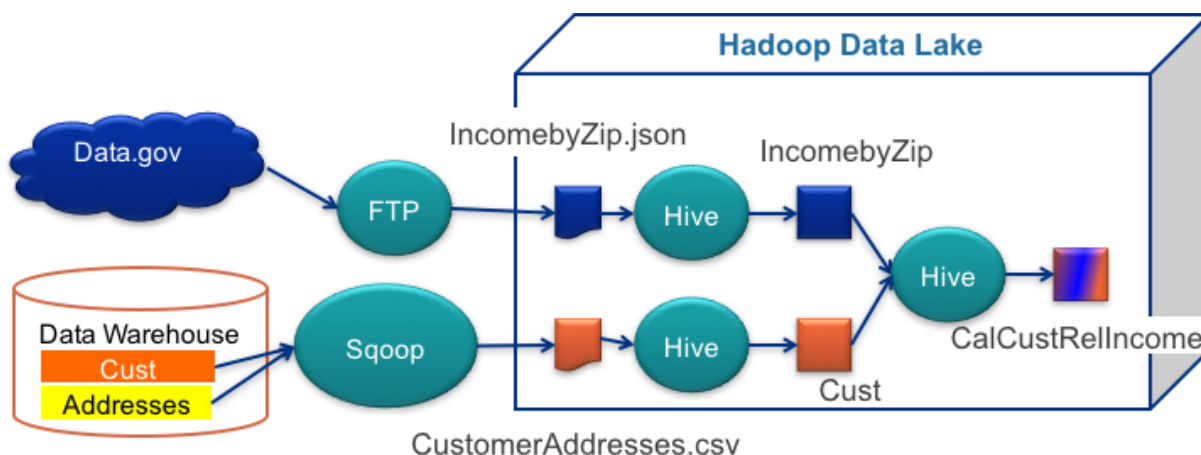 Hadoop Data Lake
Data.gov
IncomebyZip.json
IncomebyZip
FTP
Hive
Hive
Data Warehouse
Cust
Addresses
Sqoop
Hive
Cust
CalCustRelIncome
CustomerAddresses.csv